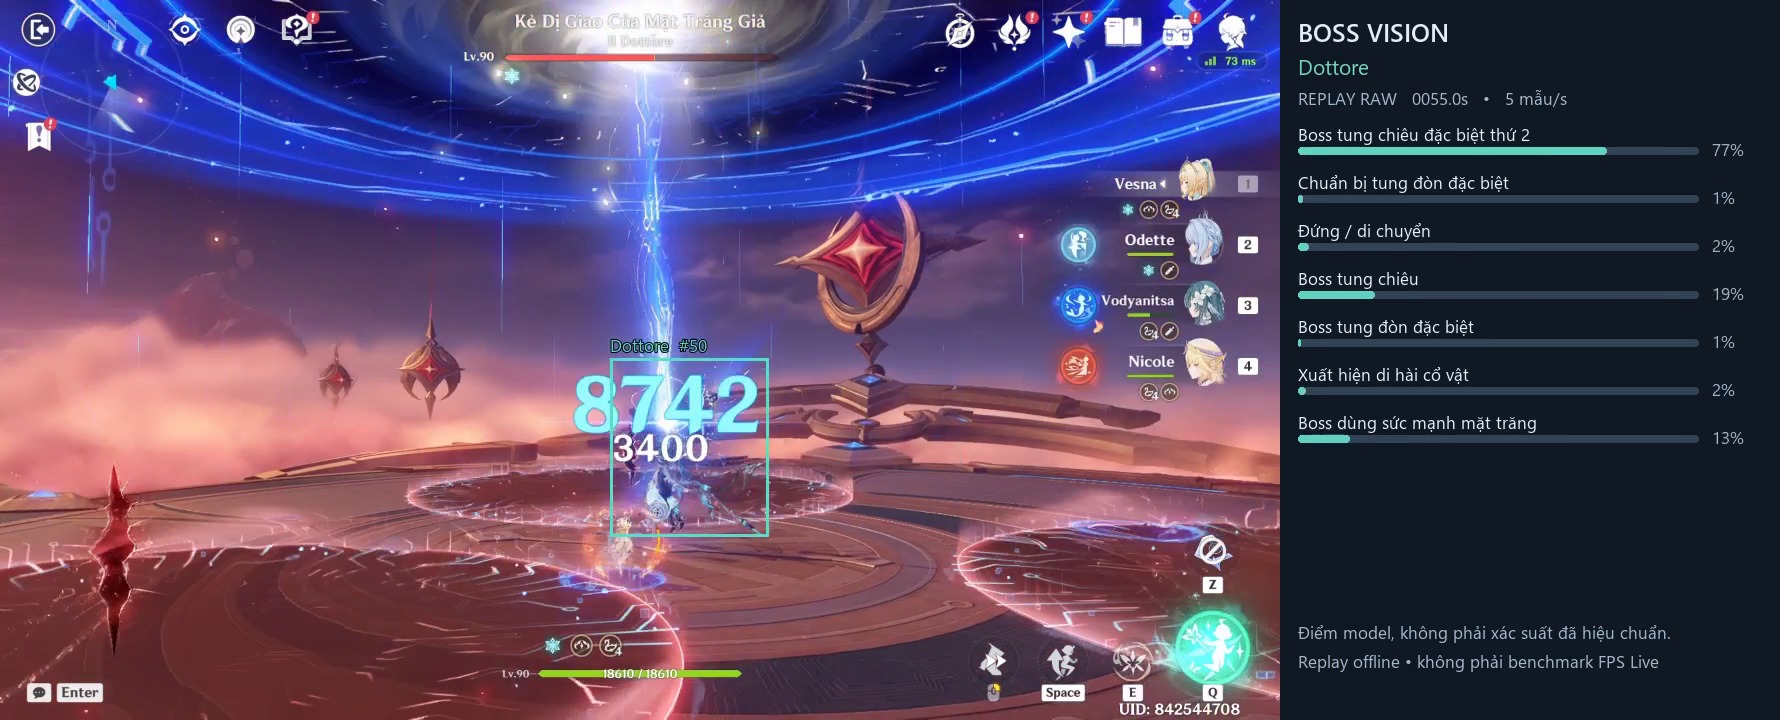 N
Kẻ Dị Giáo Của Mặt Trăng Giả
Dottore
Lv.90
73 ms
Vesna
1
4
Odette
2
Vodyanitsa
3
4
Nicole
4
4
Dottore #50
8742
3400
Z
4
Lv.90
18610 / 18610
Enter
Space
E
Q
UID: 842544708
BOSS VISION
Dottore
REPLAY RAW 0055.0s • 5 mẫu/s
Boss tung chiêu đặc biệt thứ 2
77%
Chuẩn bị tung đòn đặc biệt
1%
Đứng / di chuyển
2%
Boss tung chiêu
19%
Boss tung đòn đặc biệt
1%
Xuất hiện di hài cổ vật
2%
Boss dùng sức mạnh mặt trăng
13%
Điểm model, không phải xác suất đã hiệu chuẩn.
Replay offline • không phải benchmark FPS Live